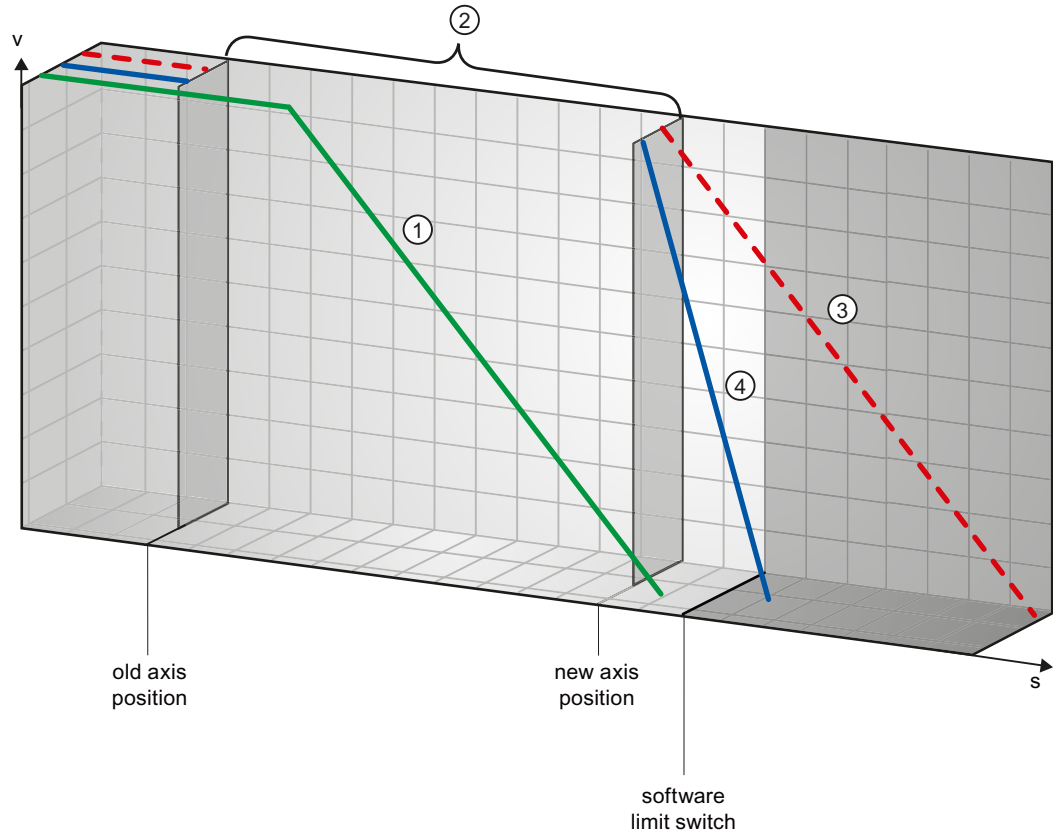 ②
v
①
③
④
old axis
position
new axis
position
s
software
limit switch